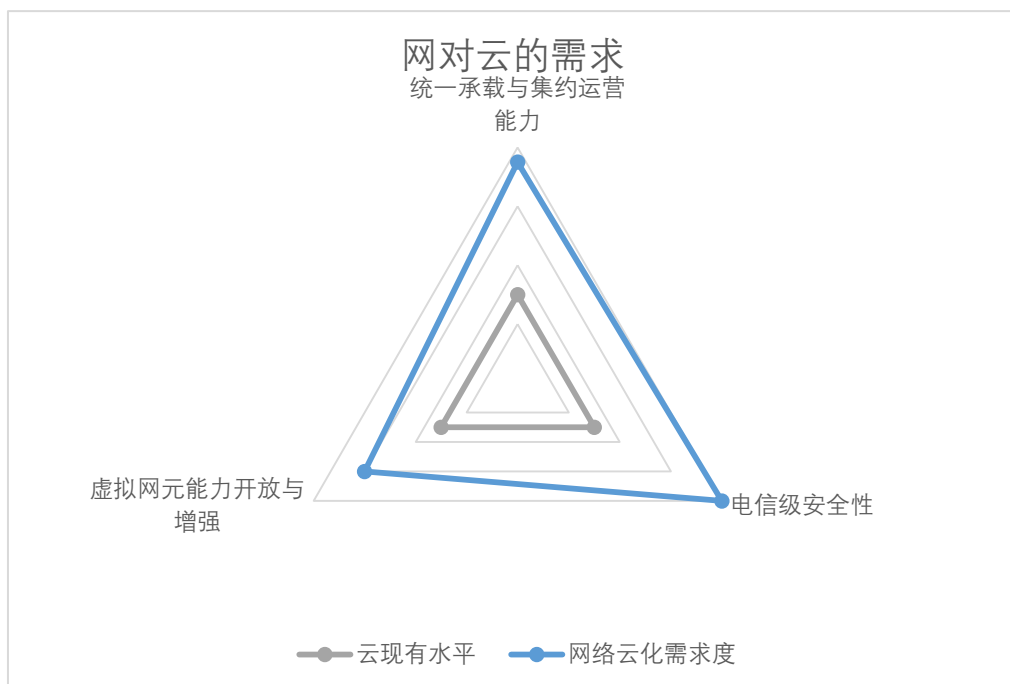 网对云的需求
统一承载与集约运营
能力
虚拟网元能力开放与
增强
电信级安全性
云现有水平
网络云化需求度